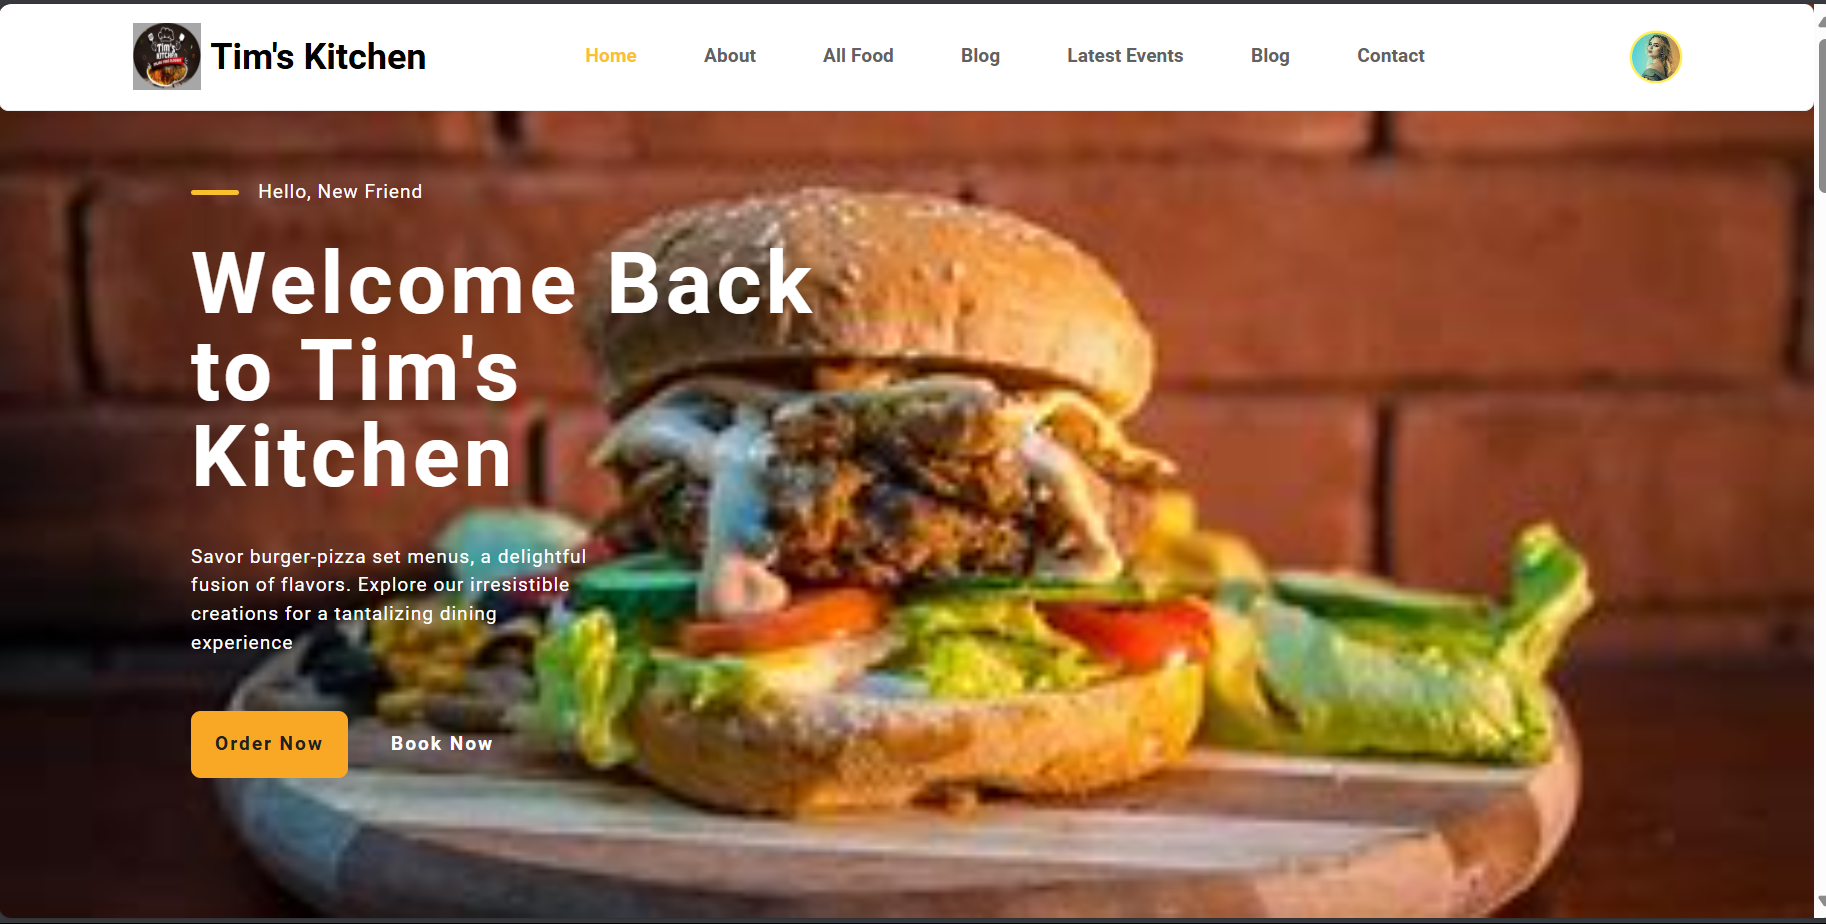 Tim's KITCHEN
Tim's Kitchen
Home
About
All Food
Blog
Latest Events
Blog
Contact
Hello, New Friend
Welcome Back
to Tim's
Kitchen
Savor burger-pizza set menus, a delightful
fusion of flavors. Explore our irresistible
creations for a tantalizing dining
experience
Order Now
Book Now